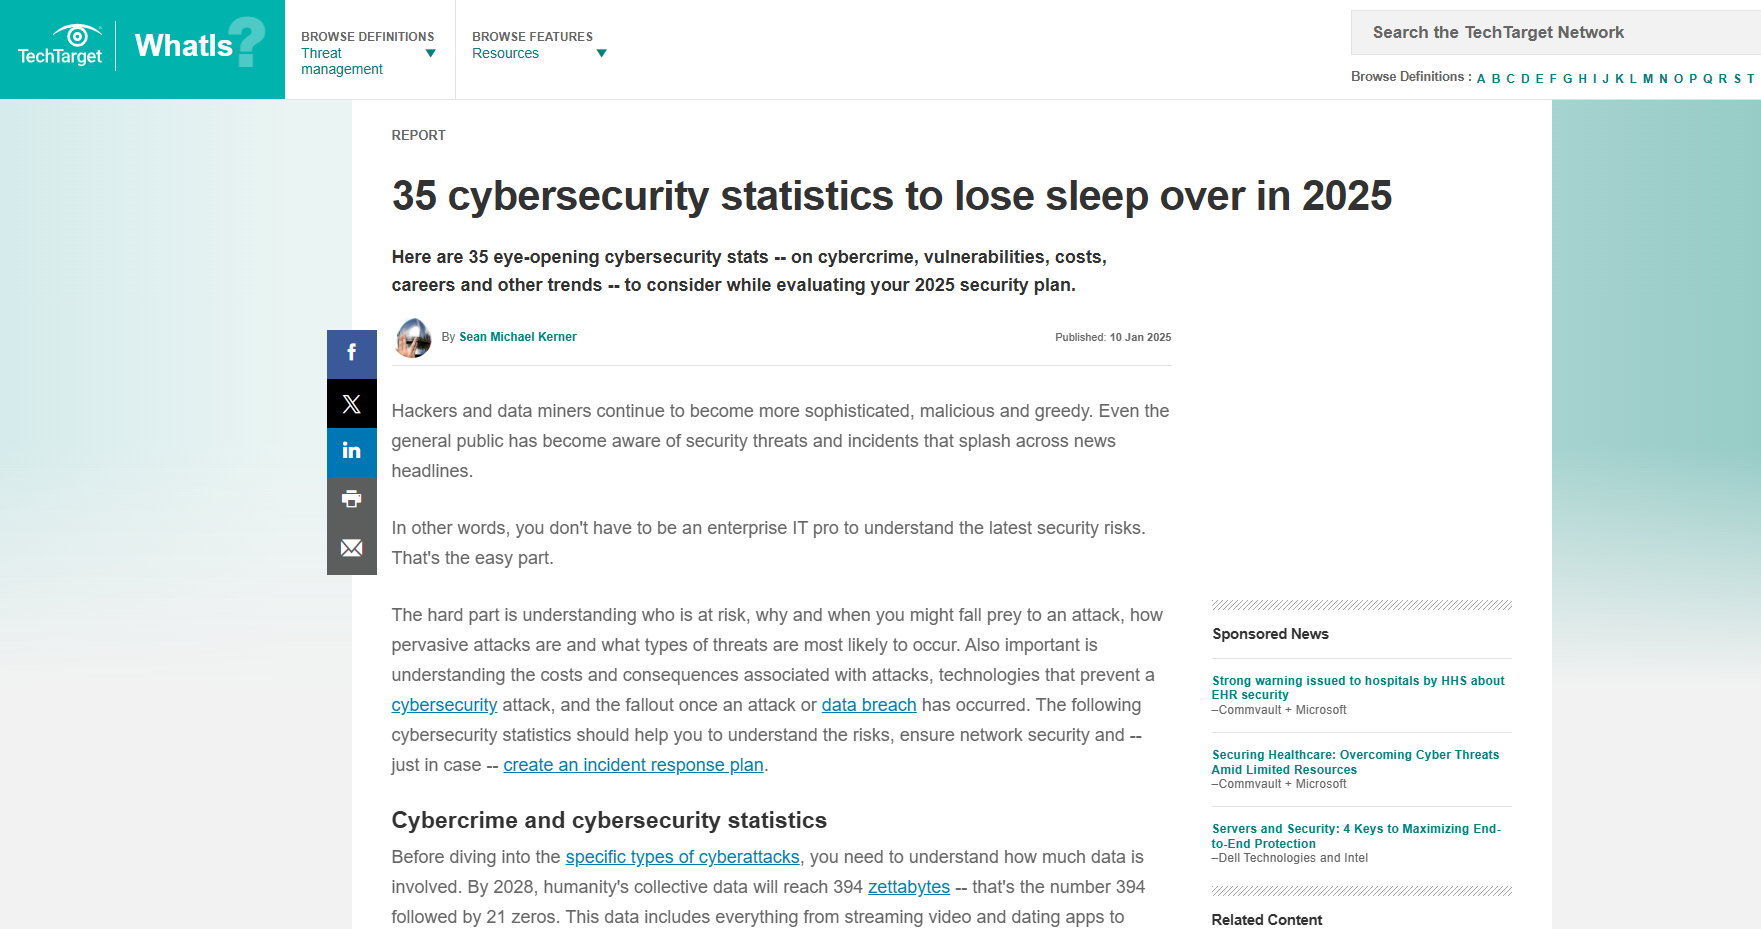 TechTarget
WhatIs?
BROWSE DEFINITIONS
Threat
management
BROWSE FEATURES
Resources
Search the TechTarget Network
Browse Definitions : A B C D E F G H I J K L M N O P Q R S T
REPORT
35 cybersecurity statistics to lose sleep over in 2025
Here are 35 eye-opening cybersecurity stats -- on cybercrime, vulnerabilities, costs,
careers and other trends -- to consider while evaluating your 2025 security plan.
By Sean Michael Kerner
Published: 10 Jan 2025
Hackers and data miners continue to become more sophisticated, malicious and greedy. Even the
general public has become aware of security threats and incidents that splash across news
headlines.
In other words, you don't have to be an enterprise IT pro to understand the latest security risks.
That's the easy part.
The hard part is understanding who is at risk, why and when you might fall prey to an attack, how
pervasive attacks are and what types of threats are most likely to occur. Also important is
understanding the costs and consequences associated with attacks, technologies that prevent a
cybersecurity attack, and the fallout once an attack or data breach has occurred. The following
cybersecurity statistics should help you to understand the risks, ensure network security and --
just in case -- create an incident response plan.
Cybercrime and cybersecurity statistics
Before diving into the specific types of cyberattacks, you need to understand how much data is
involved. By 2028, humanity's collective data will reach 394 zettabytes -- that's the number 394
followed by 21 zeros. This data includes everything from streaming video and dating apps to
Sponsored News
Strong warning issued to hospitals by HHS about
EHR security
–Commvault + Microsoft
Securing Healthcare: Overcoming Cyber Threats
Amid Limited Resources
–Commvault + Microsoft
Servers and Security: 4 Keys to Maximizing End-
to-End Protection
–Dell Technologies and Intel
Related Content